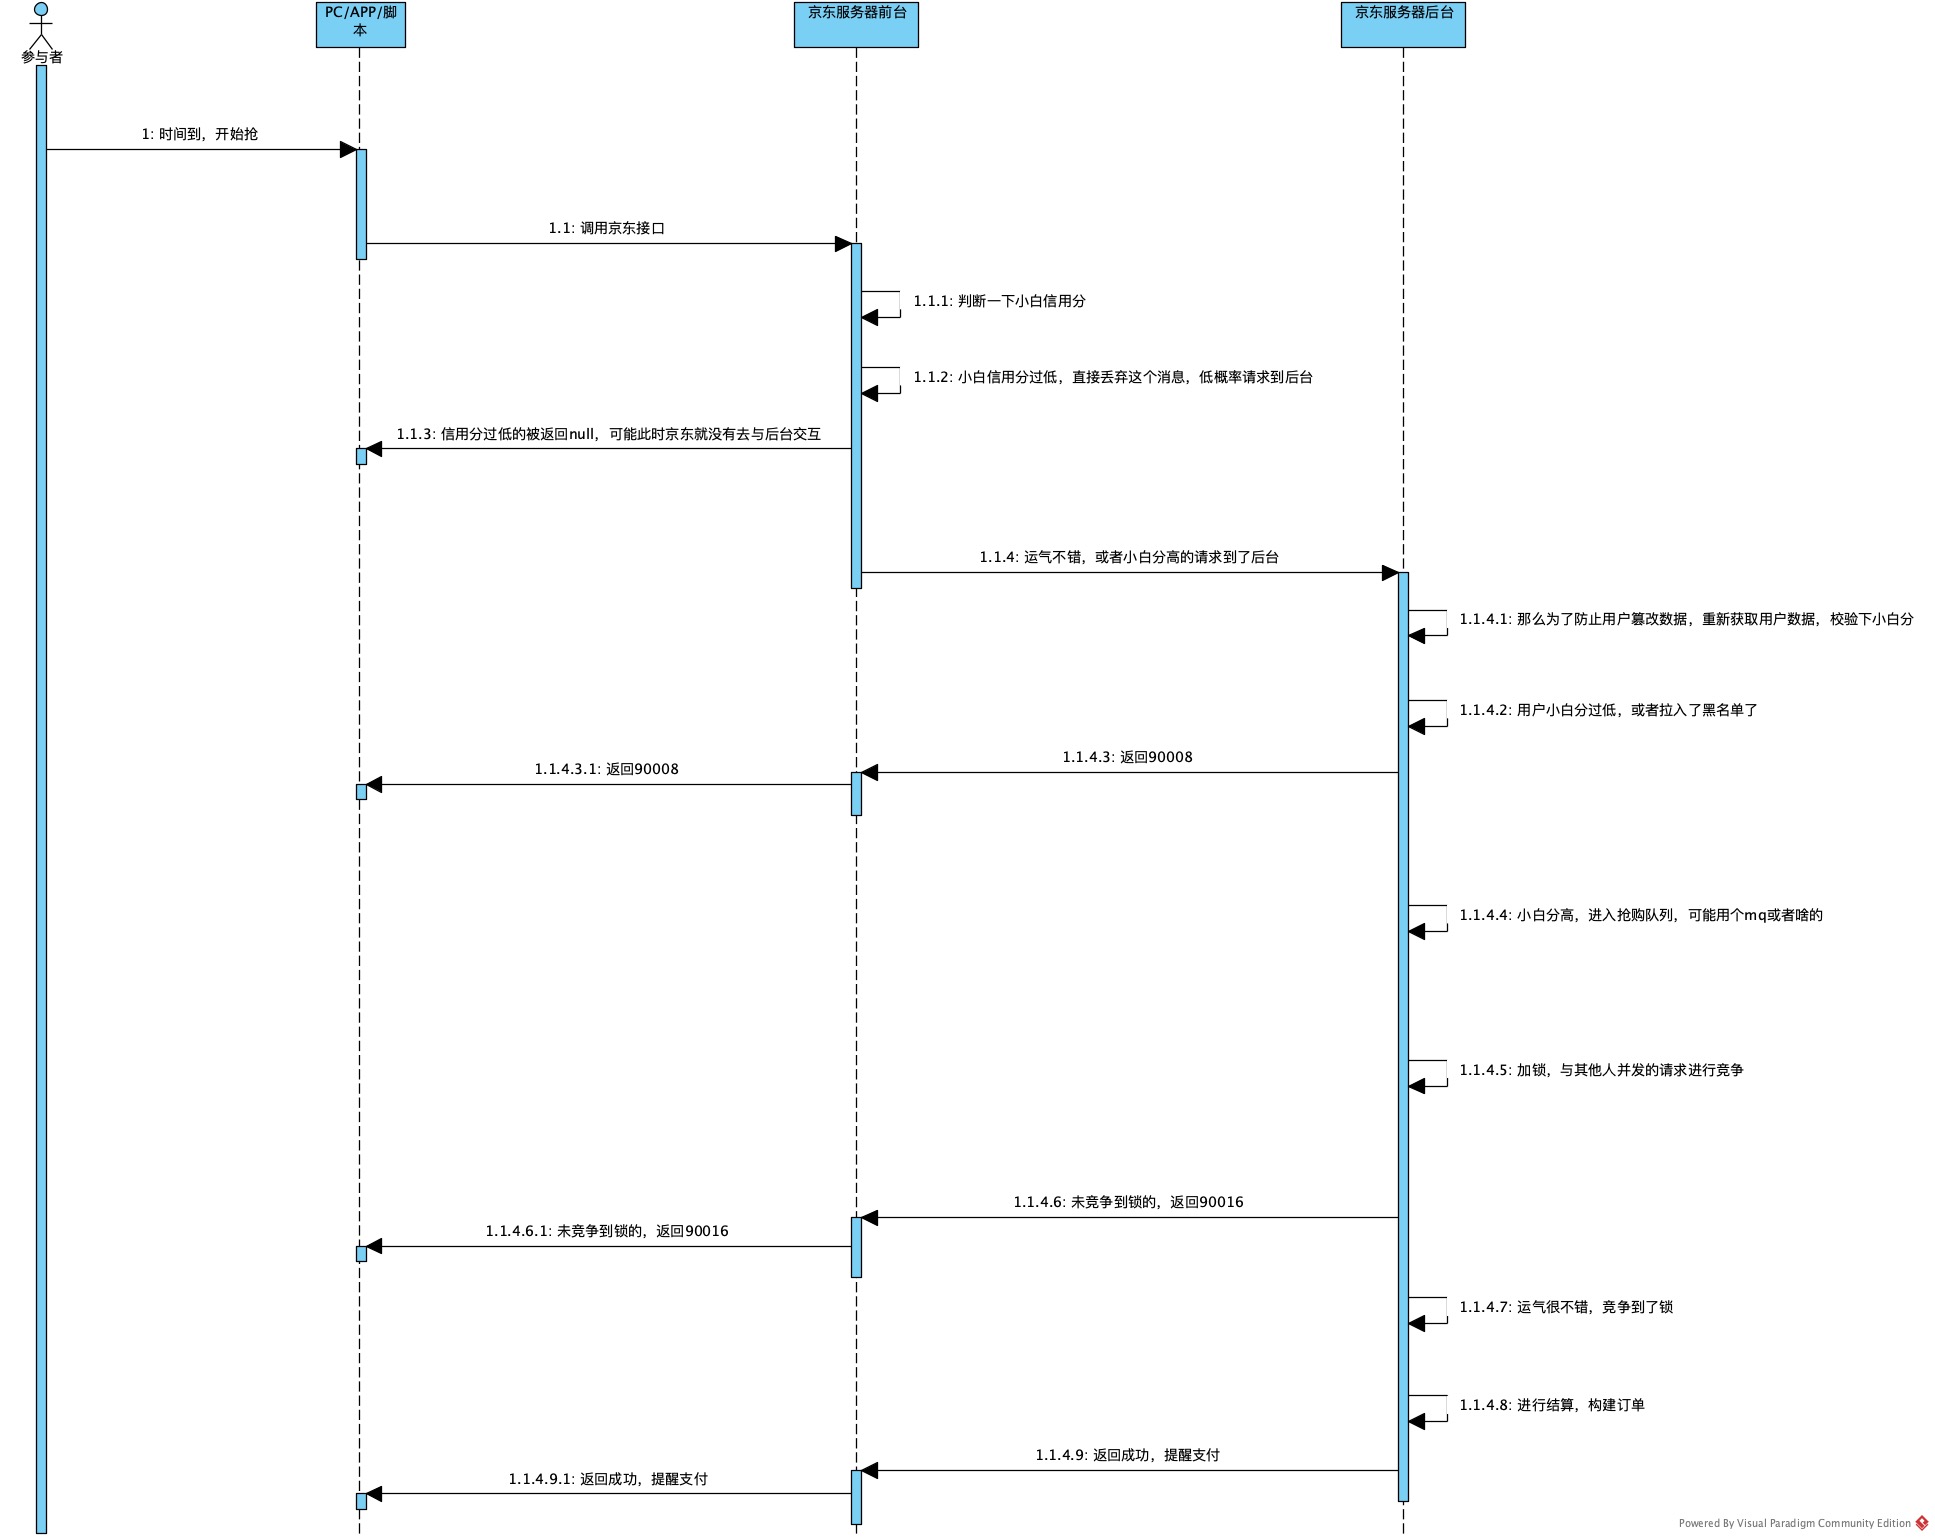 参与者
PC/APP/脚
本
京东服务器前台
京东服务器后台
1: 时间到，开始抢
1.1: 调用京东接口
1.1.1: 判断一下小白信用分
1.1.2: 小白信用分过低，直接丢弃这个消息，低概率请求到后台
1.1.3: 信用分过低的被返回null，可能此时京东就没有去与后台交互
1.1.4: 运气不错，或者小白分高的请求到了后台
1.1.4.1: 那么为了防止用户篡改数据，重新获取用户数据，校验下小白分
1.1.4.2: 用户小白分过低，或者拉入了黑名单了
1.1.4.3: 返回90008
1.1.4.3.1: 返回90008
1.1.4.4: 小白分高，进入抢购队列，可能用个mq或者啥的
1.1.4.5: 加锁，与其他人并发的请求进行竞争
1.1.4.6: 未竞争到锁的，返回90016
1.1.4.6.1: 未竞争到锁的，返回90016
1.1.4.7: 运气很不错，竞争到了锁
1.1.4.8: 进行结算，构建订单
1.1.4.9: 返回成功，提醒支付
1.1.4.9.1: 返回成功，提醒支付
Powered By Visual Paradigm Community Edition